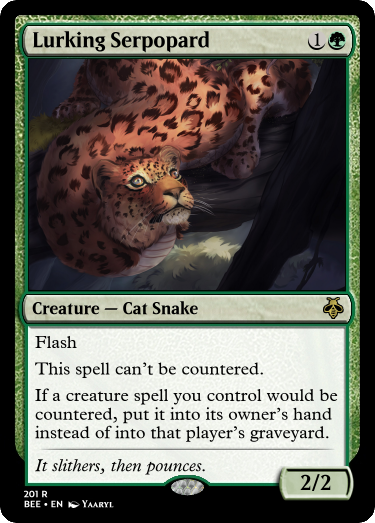 Lurking Serpopard 1
Creature — Cat Snake
Flash
This spell can't be countered.
If a creature spell you control would be
countered, put it into its owner's hand
instead of into that player's graveyard.
It slithers, then pounces.
2/2
201 R
BEE • EN Yaaryl